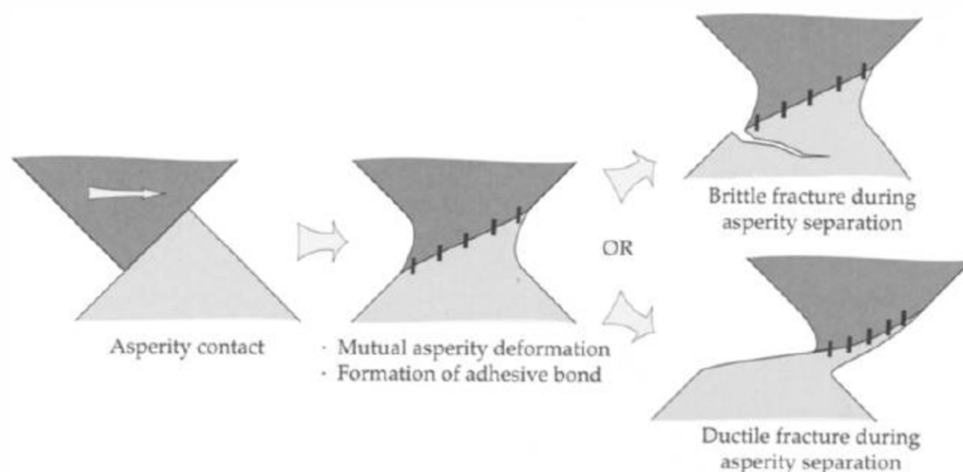 Asperity contact
· Mutual asperity deformation
· Formation of adhesive bond
OR
Brittle fracture during
asperity separation
Ductile fracture during
asperity separation